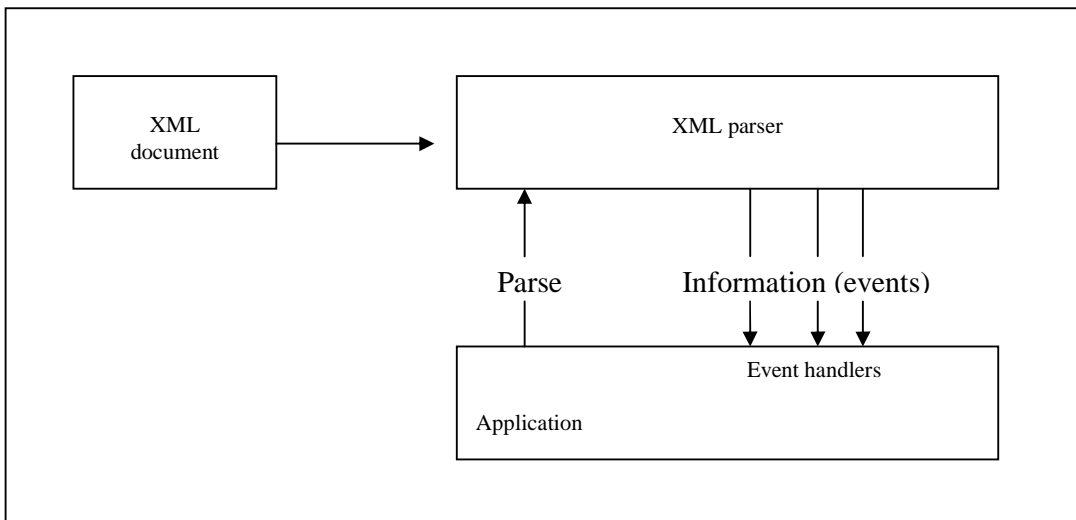 XML
document
XML parser
Parse
Information (events)
Event handlers
Application